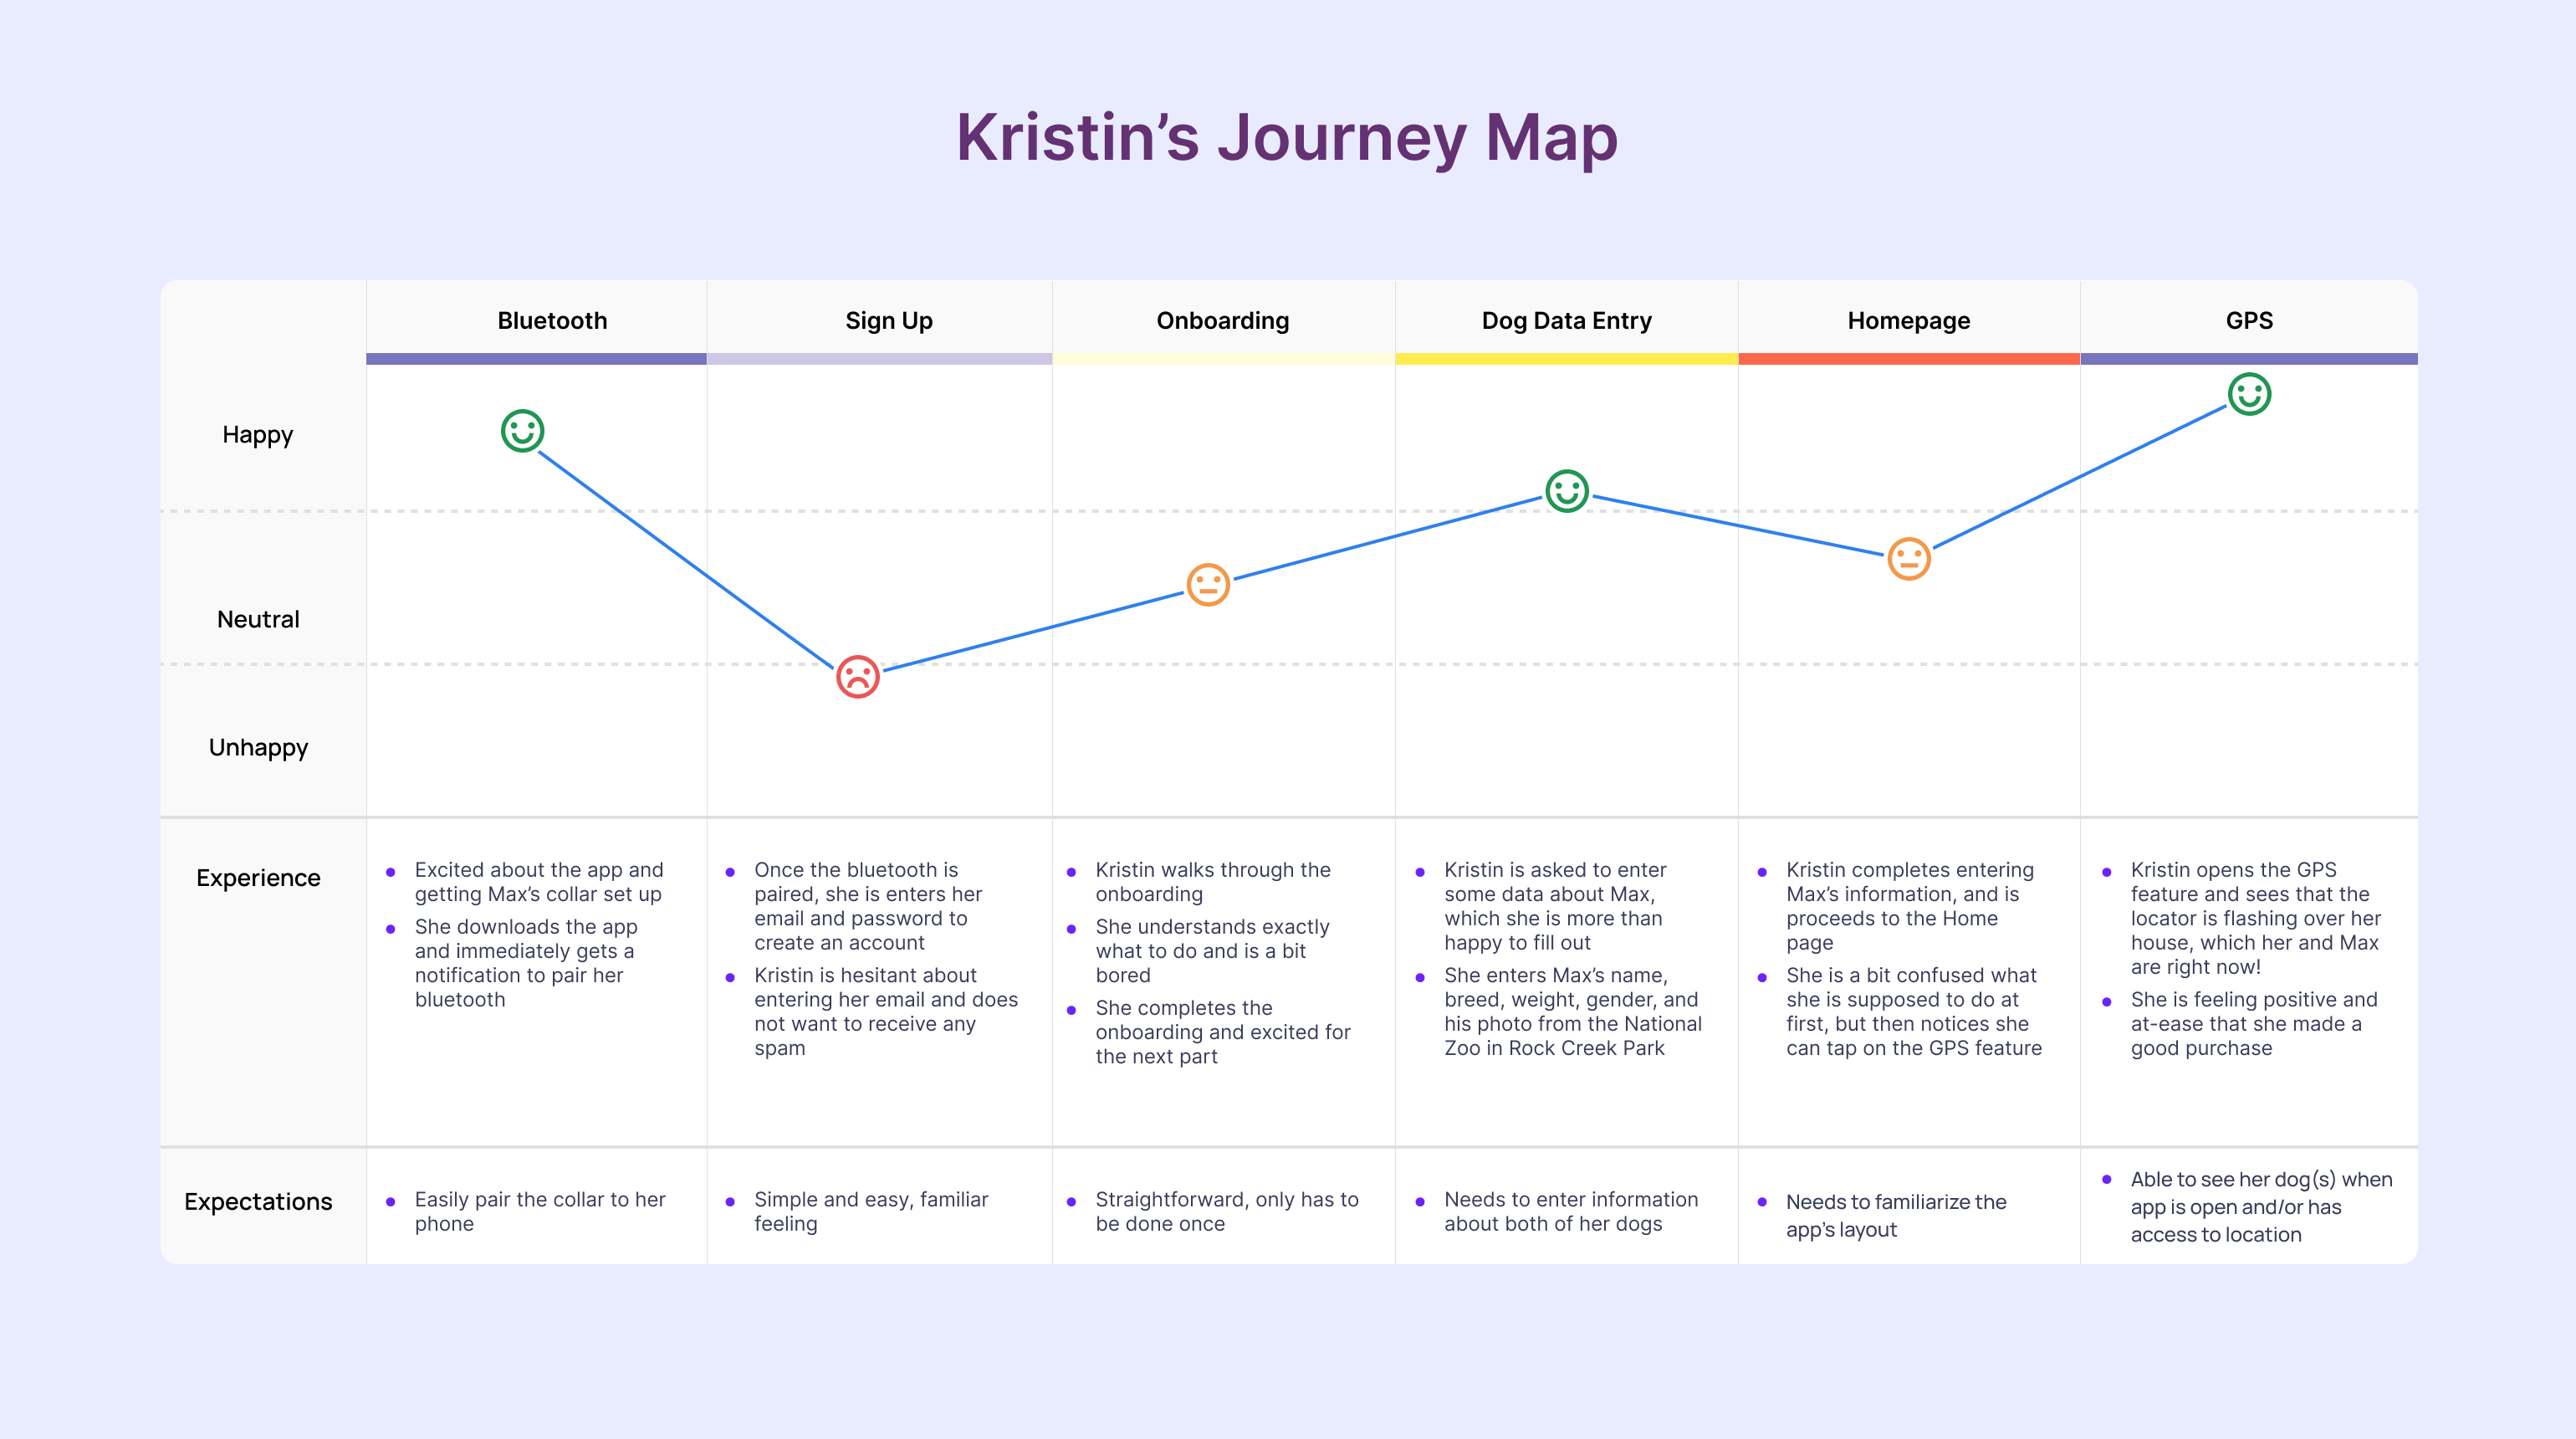 Kristin’s Journey Map
Bluetooth
Sign Up
Onboarding
Dog Data Entry
Homepage
GPS
Happy
Neutral
Unhappy
Experience
Excited about the app and
getting Max’s collar set up
She downloads the app
and immediately gets a
notification to pair her
bluetooth
Once the bluetooth is
paired, she is enters her
email and password to
create an account
Kristin is hesitant about
entering her email and does
not want to receive any
spam
Kristin walks through the
onboarding
She understands exactly
what to do and is a bit
bored
She completes the
onboarding and excited for
the next part
Kristin is asked to enter
some data about Max,
which she is more than
happy to fill out
She enters Max’s name,
breed, weight, gender, and
his photo from the National
Zoo in Rock Creek Park
Kristin completes entering
Max’s information, and is
proceeds to the Home
page
She is a bit confused what
she is supposed to do at
first, but then notices she
can tap on the GPS feature
Kristin opens the GPS
feature and sees that the
locator is flashing over her
house, which her and Max
are right now!
She is feeling positive and
at-ease that she made a
good purchase
Expectations
Easily pair the collar to her
phone
Simple and easy, familiar
feeling
Straightforward, only has to
be done once
Needs to enter information
about both of her dogs
Needs to familiarize the
app’s layout
Able to see her dog(s) when
app is open and/or has
access to location